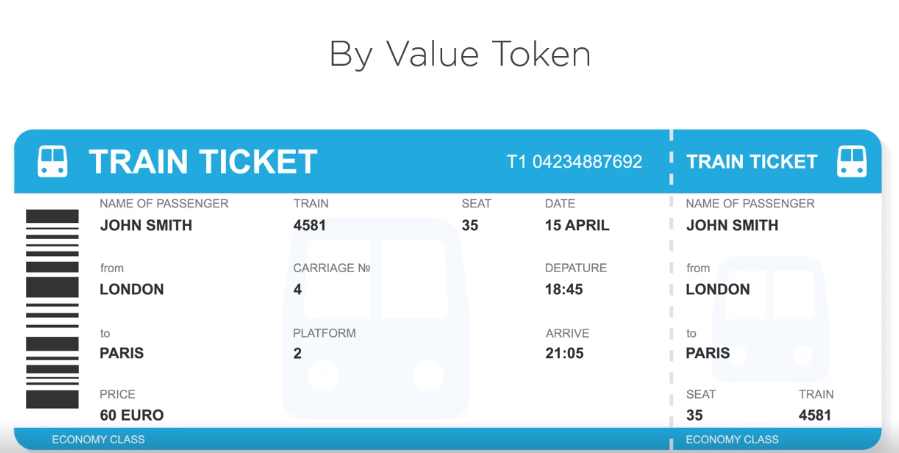 By Value Token
TRAIN TICKET T1 04234887692 TRAIN TICKET
NAME OF PASSENGER TRAIN SEAT DATE NAME OF PASSENGER
JOHN SMITH 4581 35 15 APRIL JOHN SMITH
from CARRIAGE № DEPATURE from
LONDON 4 18:45 LONDON
to PLATFORM ARRIVE to
PARIS 2 21:05 PARIS
PRICE SEAT TRAIN
60 EURO 35 4581
ECONOMY CLASS ECONOMY CLASS